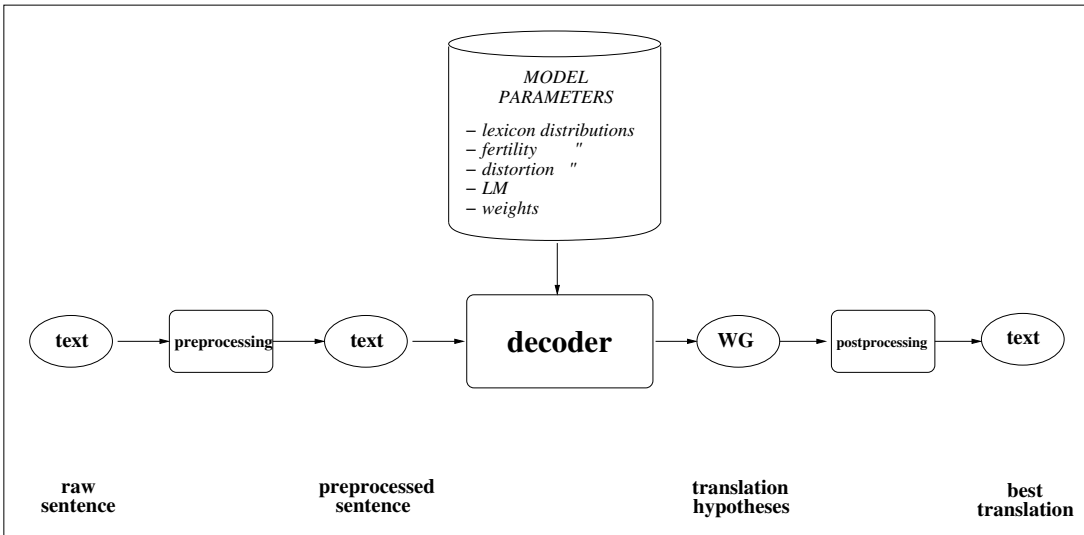 MODEL
PARAMETERS
– lexicon distributions
– fertility "
– distortion "
– LM
– weights
text
preprocessing
text
decoder
WG
postprocessing
text
raw
sentence
preprocessed
sentence
translation
hypotheses
best
translation